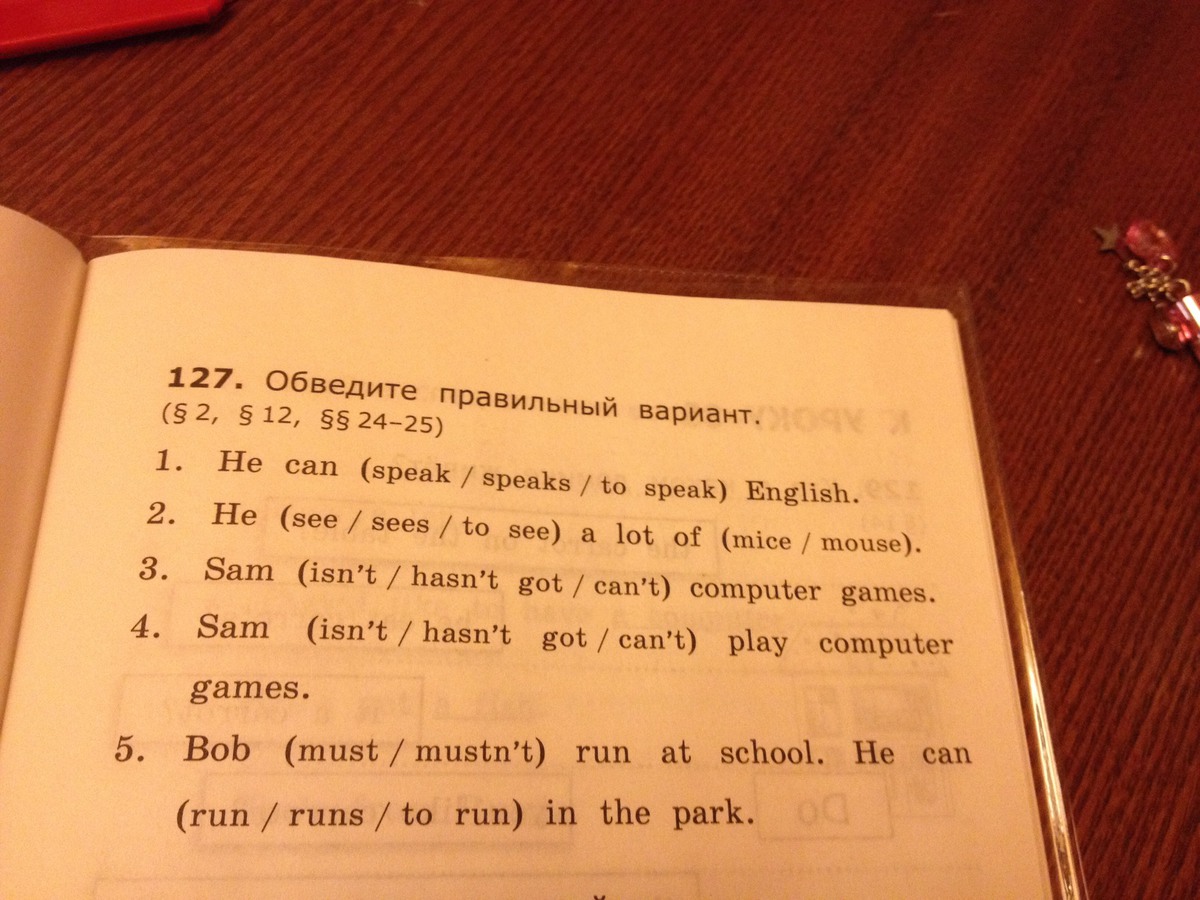 127. Обведите правильный вариант.
(§ 2, § 12, §§ 24–25)
1. He can (speak / speaks / to speak) English.
2. He (see / sees / to see) a lot of (mice / mouse).
3. Sam (isn't / hasn't got / can't) computer games.
4. Sam (isn't / hasn't got / can't) play computer
games.
5. Bob (must / mustn't) run at school. He can
(run / runs / to run) in the park.